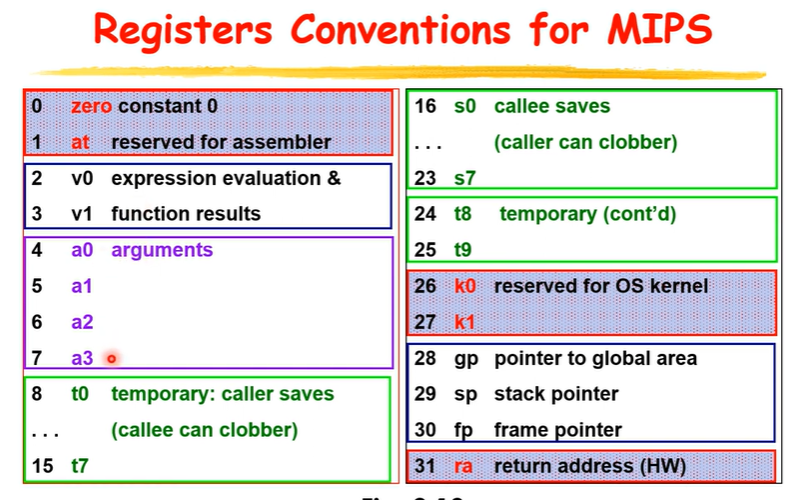 Registers Conventions for MIPS
0 zero constant 0
1 at reserved for assembler
2 v0 expression evaluation &
3 v1 function results
4 a0 arguments
5 a1
6 a2
7 a3
8 t0 temporary: caller saves
. . . (callee can clobber)
15 t7
16 s0 callee saves
. . . (caller can clobber)
23 s7
24 t8 temporary (cont’d)
25 t9
26 k0 reserved for OS kernel
27 k1
28 gp pointer to global area
29 sp stack pointer
30 fp frame pointer
31 ra return address (HW)